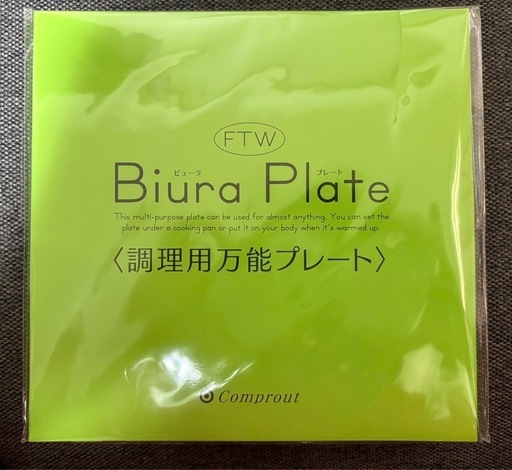 FTW
ビューラ プレート
Biura Plate
This multi-purpose plate can be used for almost anything. You can set the
plate under a cooking pan or put it on your body when it's warmed up.
〈調理用万能プレート〉
Comprout